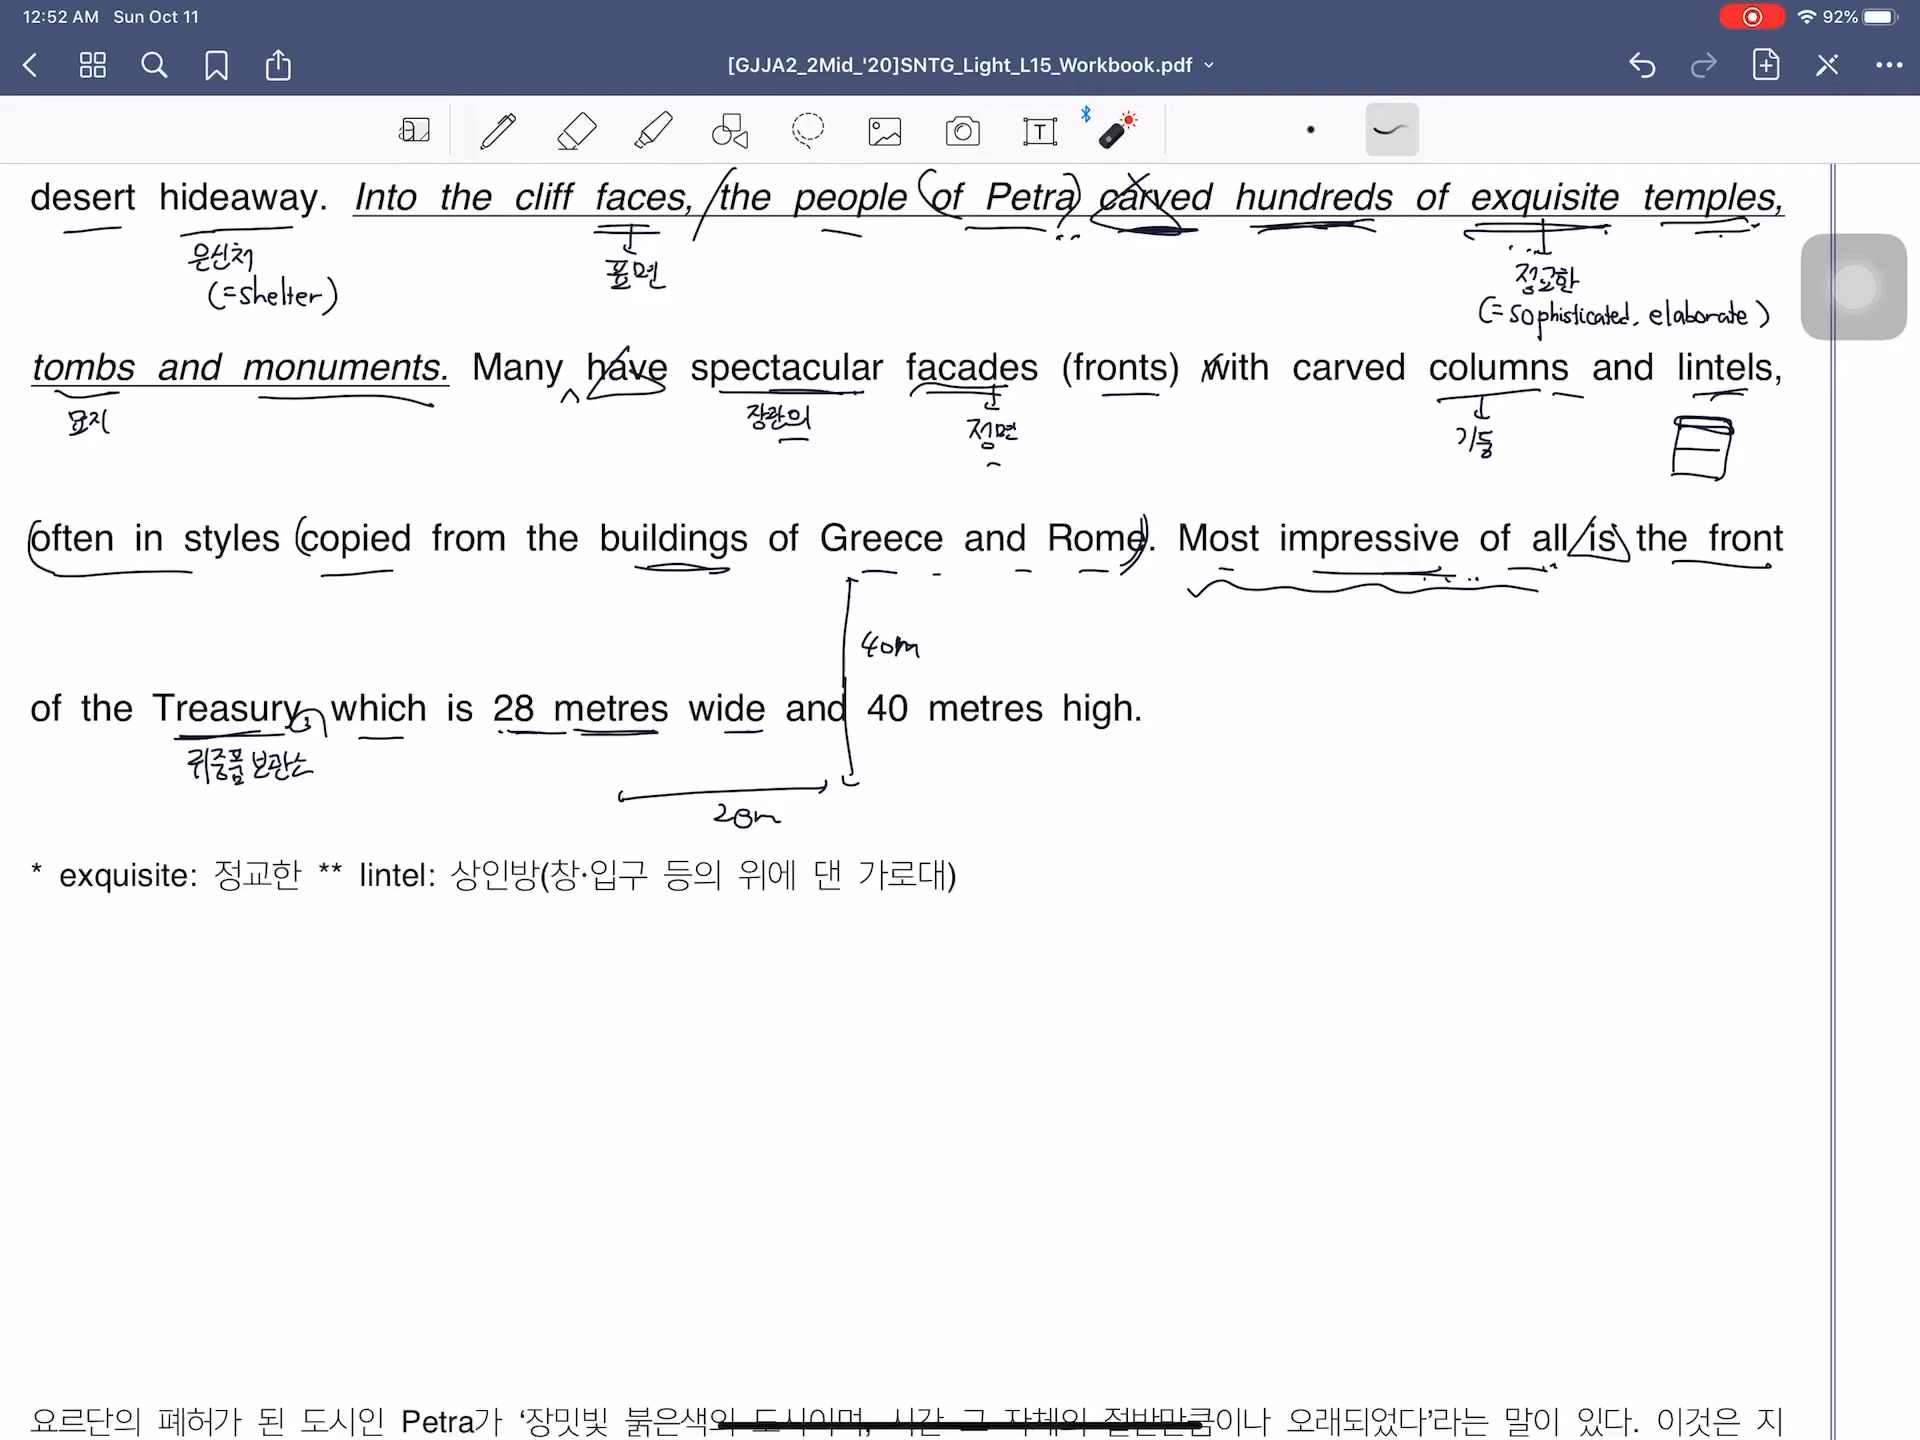 12:52 AM Sun Oct 11
92%
[GJJA2_2Mid_'20]SNTG_Light_L15_Workbook.pdf
desert hideaway. Into the cliff faces, the people of Petra carved hundreds of exquisite temples,
은신처
표면
정교한
(=shelter)
(=sophisticated, elaborate)
tombs and monuments. Many have spectacular facades (fronts) with carved columns and lintels,
묘지
장관의
정면
기둥
often in styles copied from the buildings of Greece and Rome. Most impressive of all is the front
40m
of the Treasury, which is 28 metres wide and 40 metres high.
귀중품 보관소
28m
* exquisite: 정교한 ** lintel: 상인방(창·입구 등의 위에 댄 가로대)
요르단의 폐허가 된 도시인 Petra가 ‘장밋빛 붉은색의 도시이며, 시간 그 자체의 절반만큼이나 오래되었다’라는 말이 있다. 이것은 지